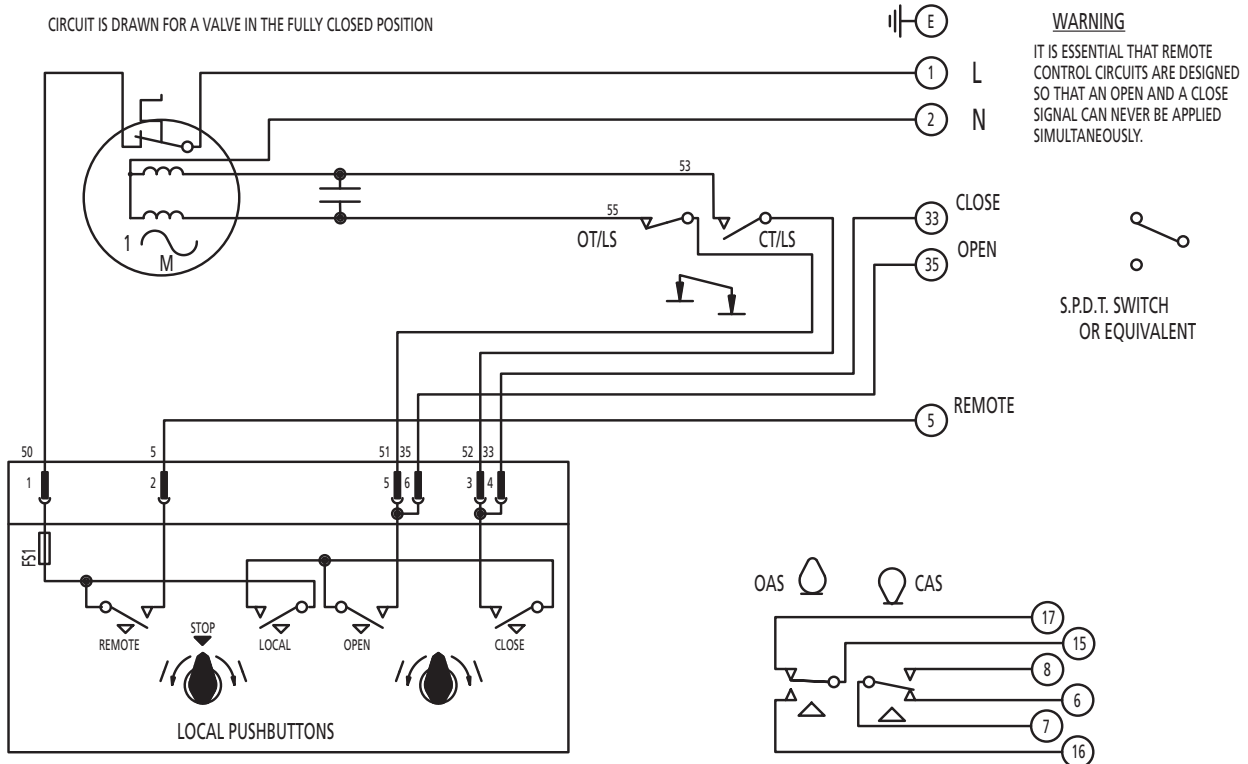 CIRCUIT IS DRAWN FOR A VALVE IN THE FULLY CLOSED POSITION
E
WARNING
IT IS ESSENTIAL THAT REMOTE
CONTROL CIRCUITS ARE DESIGNED
SO THAT AN OPEN AND A CLOSE
SIGNAL CAN NEVER BE APPLIED
SIMULTANEOUSLY.
1 L
2 N
53
55
OT/LS
CT/LS
1
M
33 CLOSE
35 OPEN
S.P.D.T. SWITCH
OR EQUIVALENT
5 REMOTE
50 5 51 35 52 33
1 2 5 6 3 4
FS1
REMOTE
STOP
LOCAL
OPEN
CLOSE
LOCAL PUSHBUTTONS
OAS
CAS
17
15
8
6
7
16